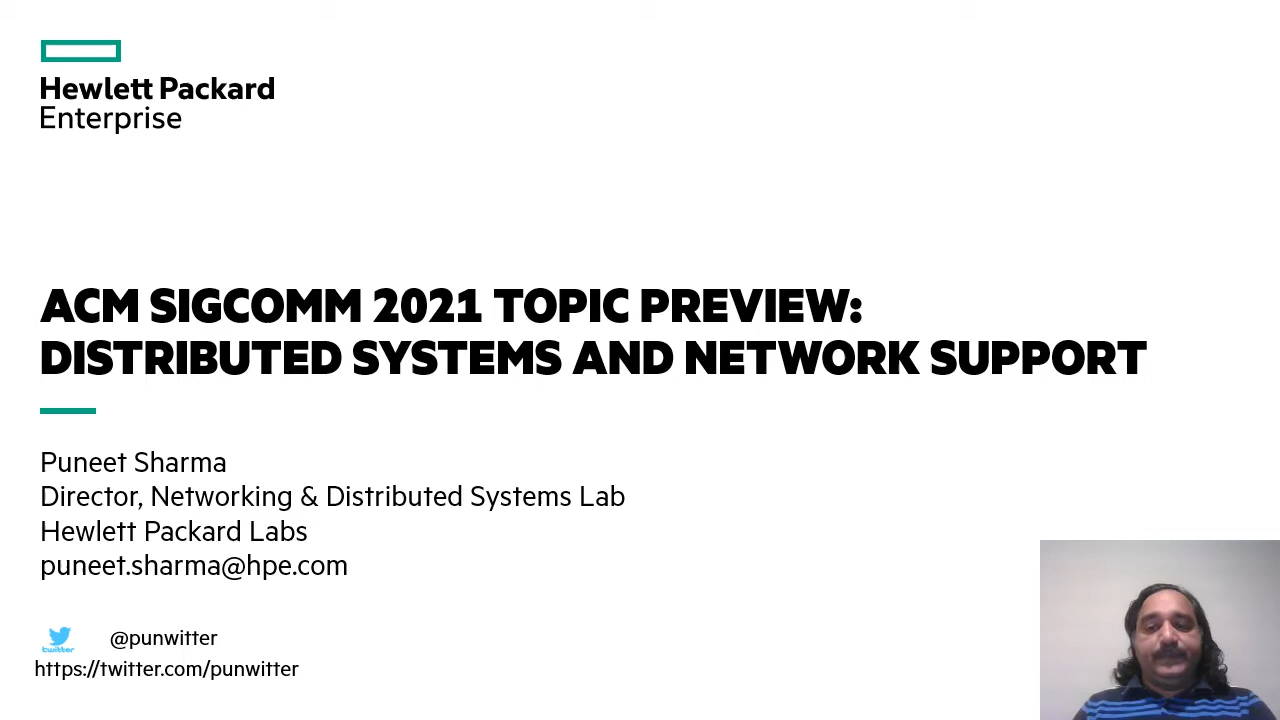 Hewlett Packard
Enterprise
ACM SIGCOMM 2021 TOPIC PREVIEW:
DISTRIBUTED SYSTEMS AND NETWORK SUPPORT
Puneet Sharma
Director, Networking & Distributed Systems Lab
Hewlett Packard Labs
puneet.sharma@hpe.com
twitter
@punwitter
https://twitter.com/punwitter